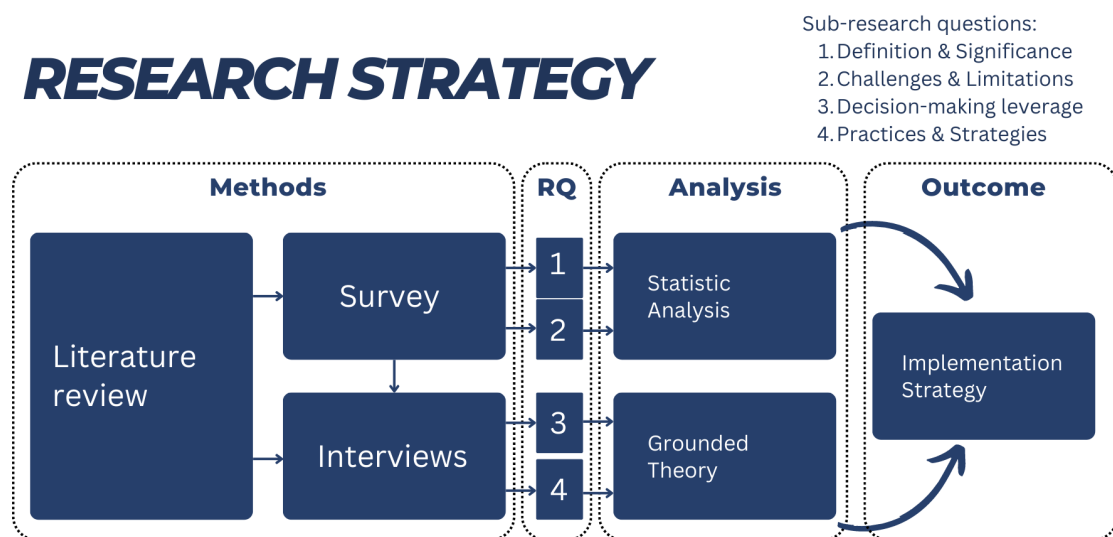 RESEARCH STRATEGY
Sub-research questions:
1. Definition & Significance
2. Challenges & Limitations
3. Decision-making leverage
4. Practices & Strategies
Methods
RQ
Analysis
Outcome
Literature
review
Survey
Interviews
1
2
3
4
Statistic
Analysis
Grounded
Theory
Implementation
Strategy